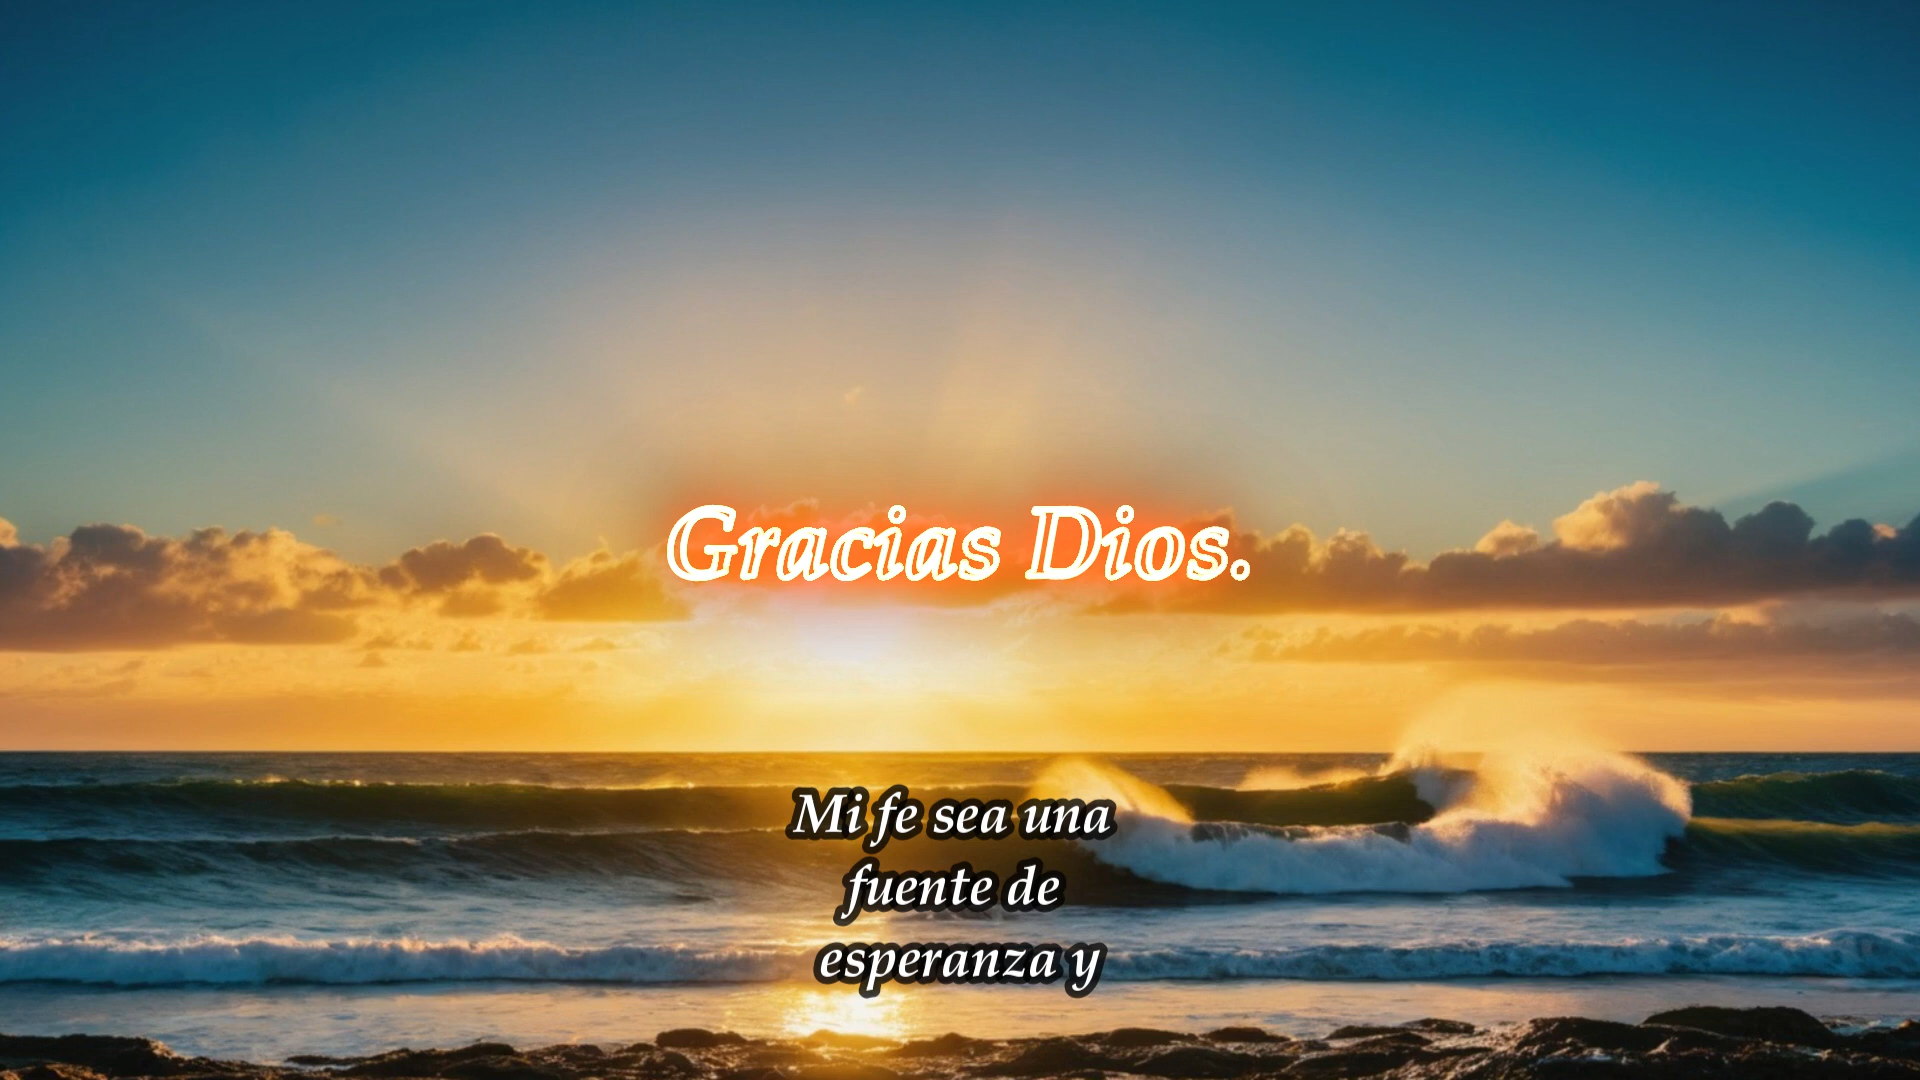 Gracias Dios.
Mi fe sea una
fuente de
esperanza y